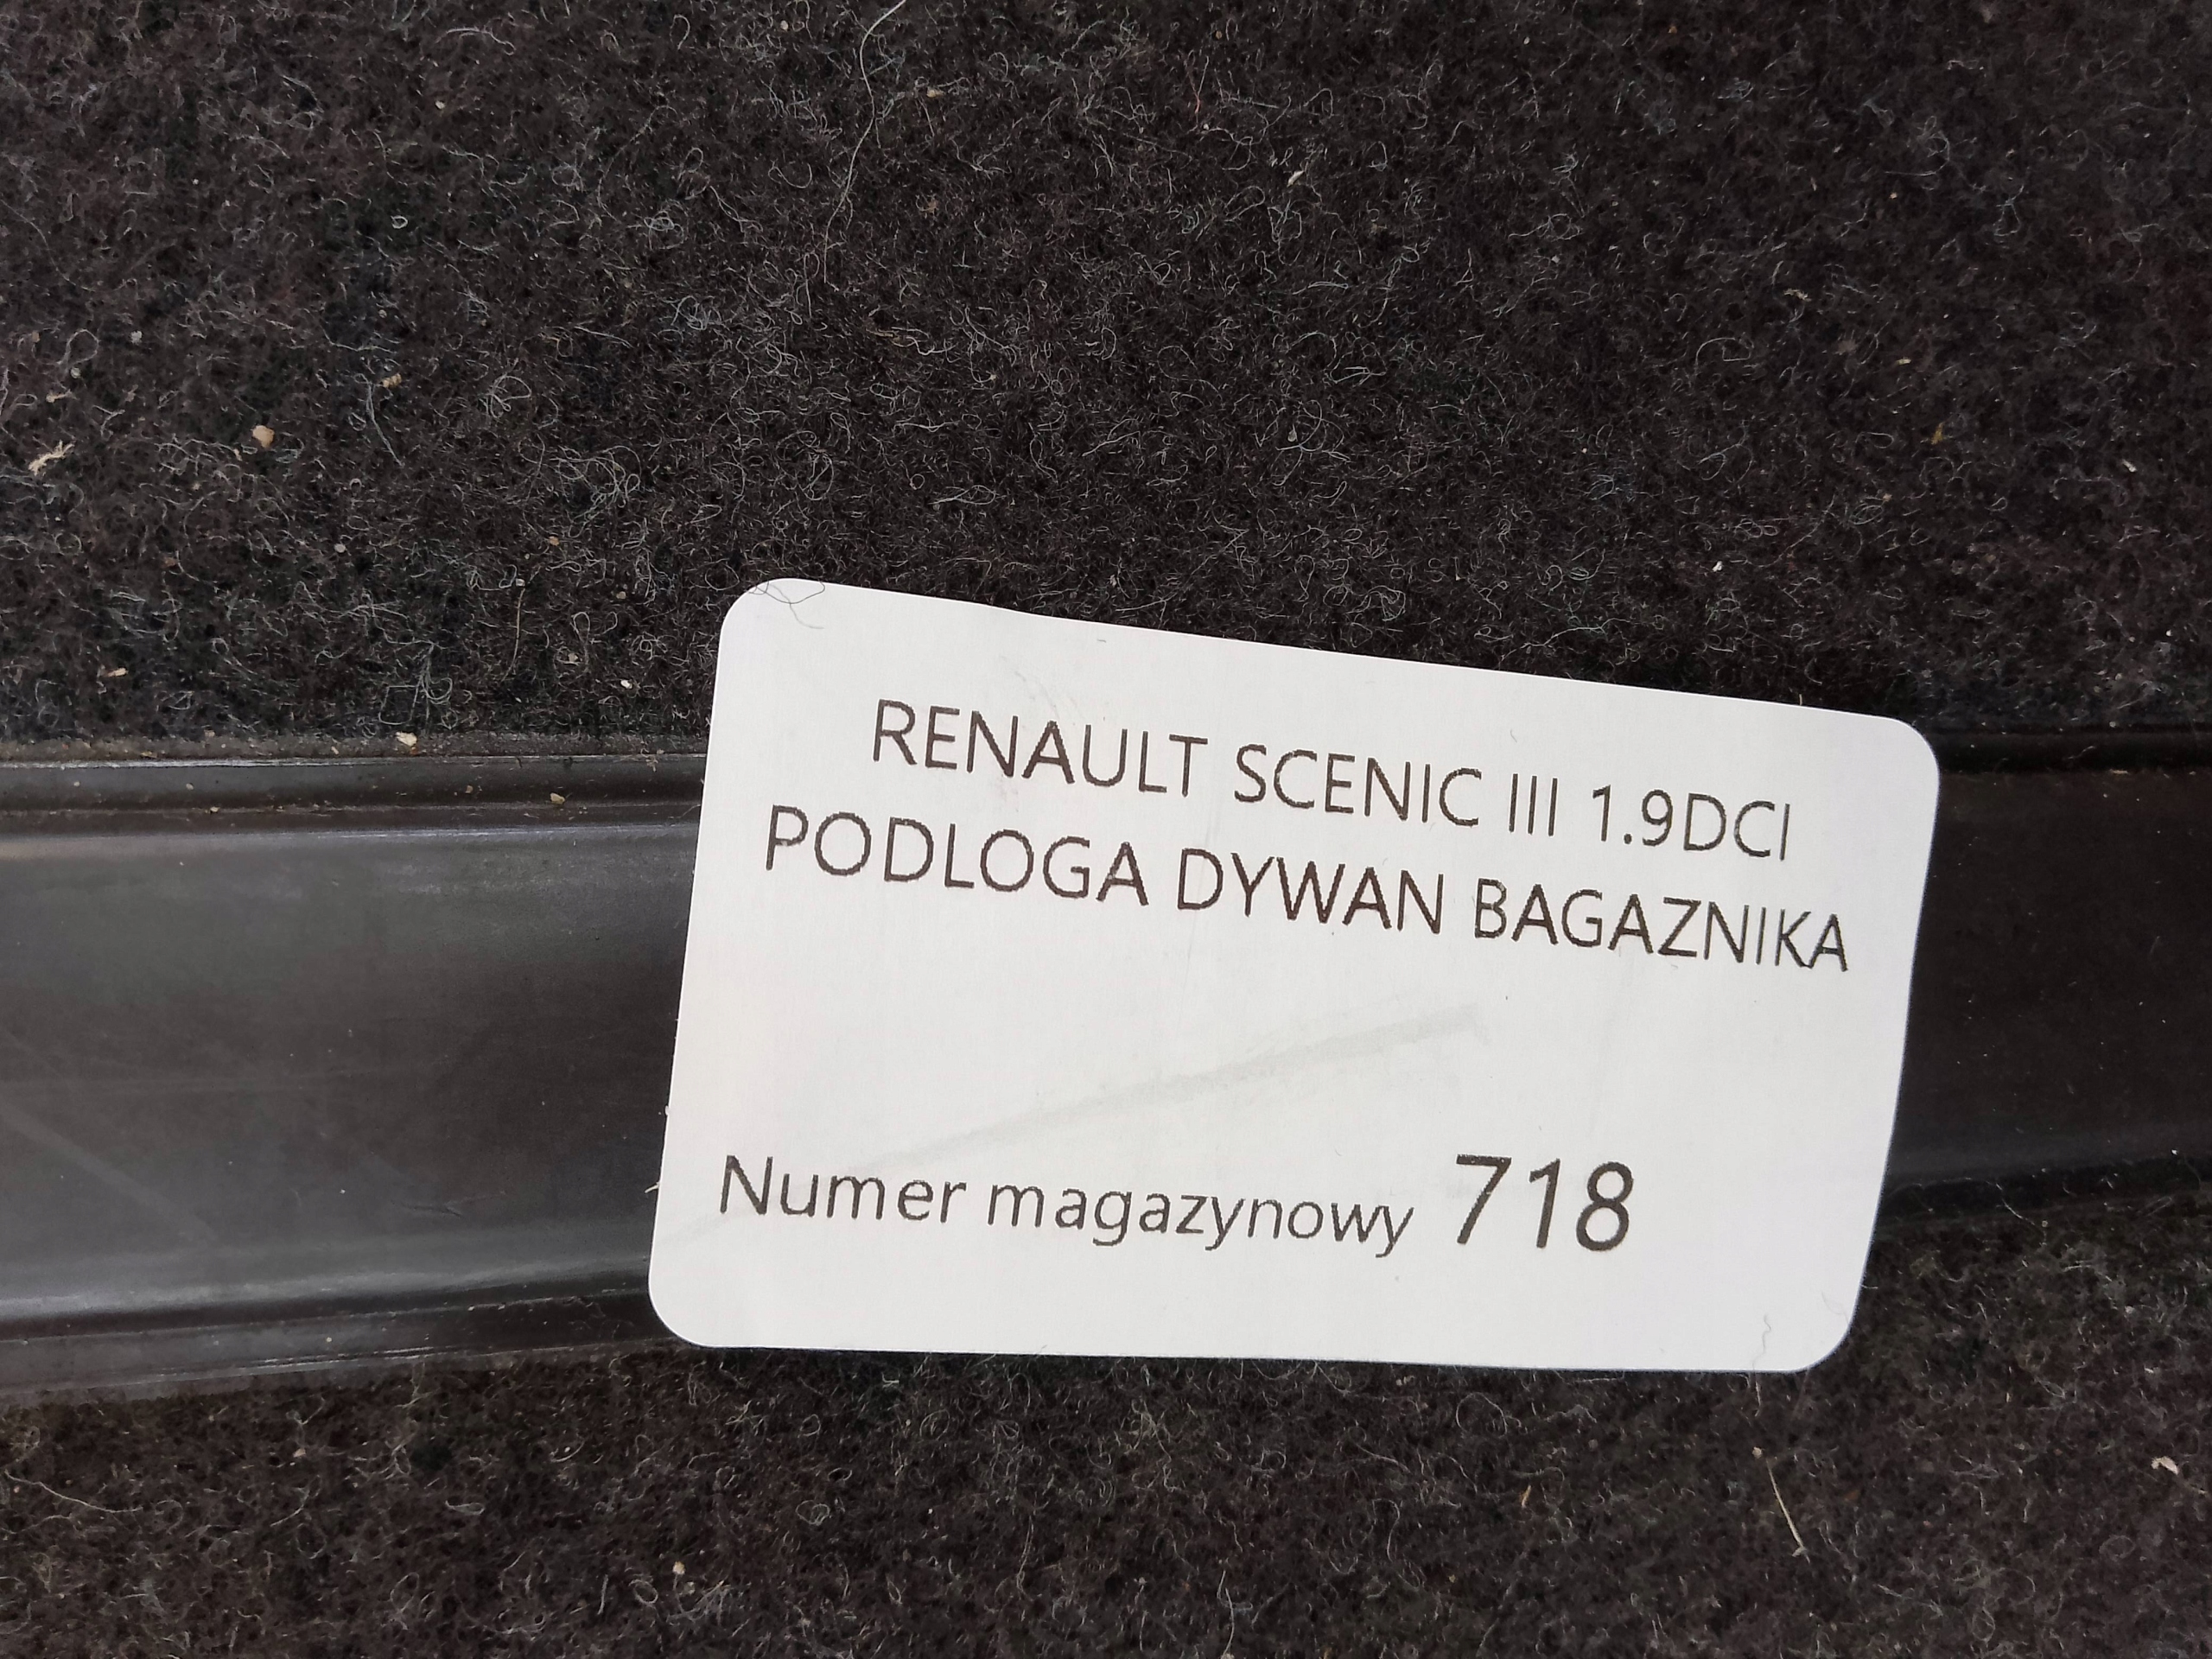 RENAULT SCENIC III 1.9DCI
PODLOGA DYWAN BAGAZNIKA
Numer magazynowy 718